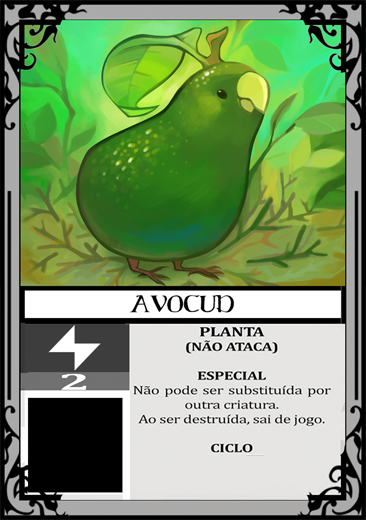 AVOCUD
PLANTA
(NÃO ATACA)
2
ESPECIAL
Não pode ser substituída por
outra criatura.
Ao ser destruída, sai de jogo.
CICLO